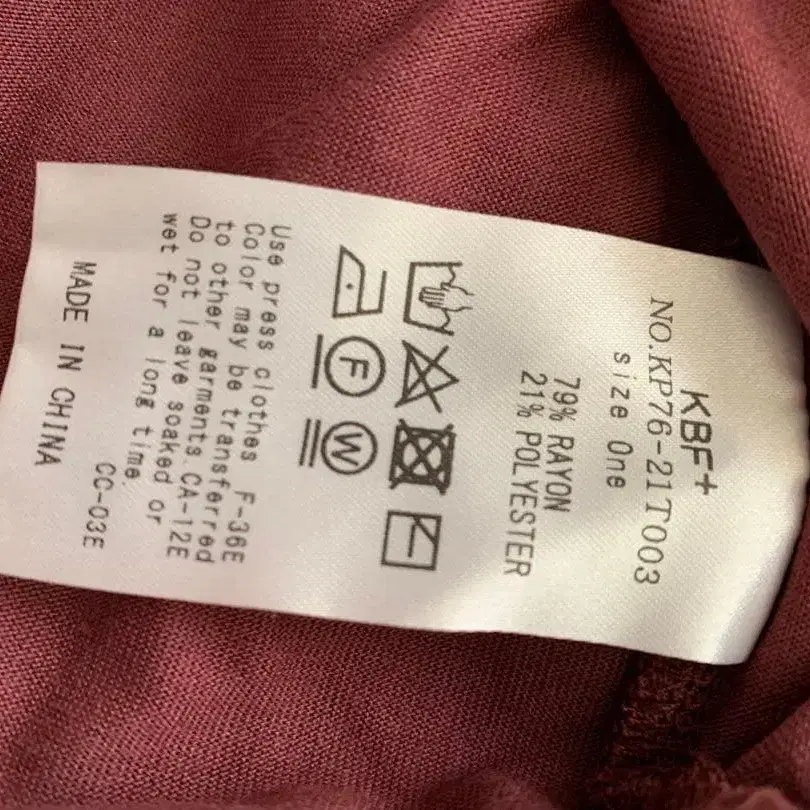 KBF+
NO.KP76-21T003
size One
79% RAYON
21% POLYESTER
F
W
Use press clothes F-36E
Color may be transferred
to other garments.CA-12E
Do not leave soaked or
wet for a long time.
CC-03E
MADE IN CHINA